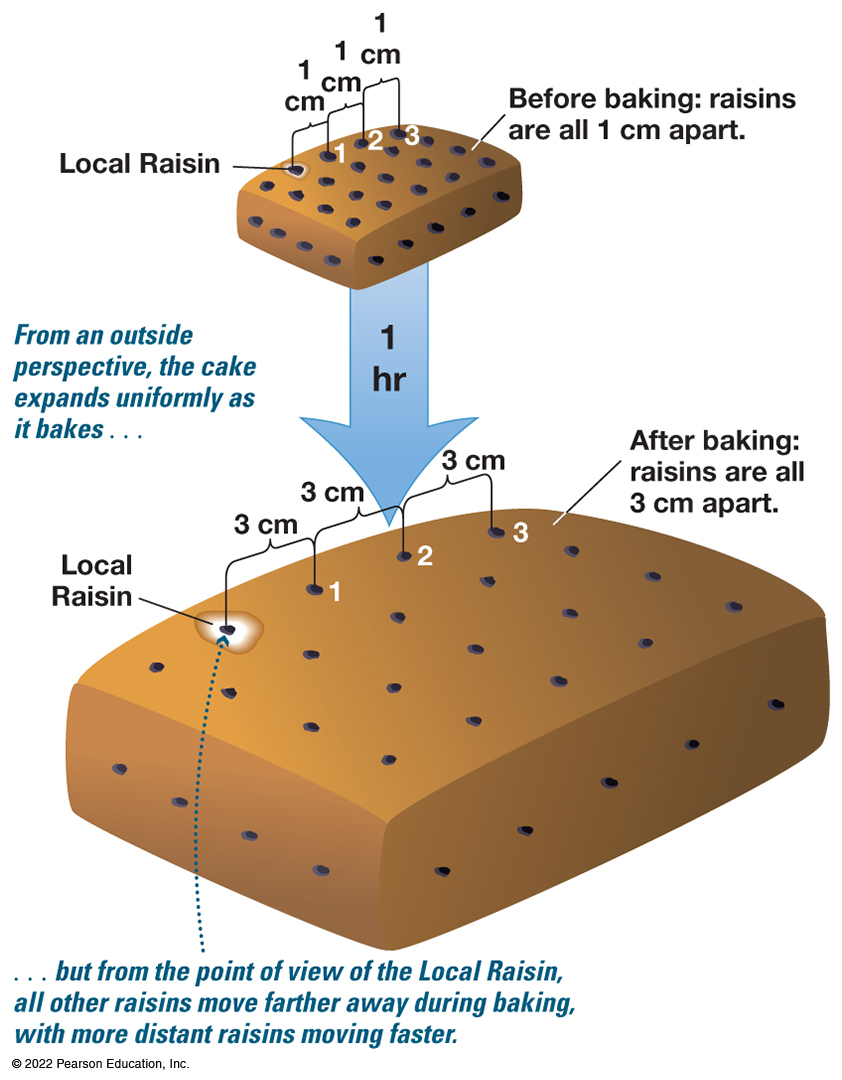 1
cm
1
cm
1
cm
Before baking: raisins
are all 1 cm apart.
Local Raisin
1
2
3
From an outside
perspective, the cake
expands uniformly as
it bakes . . .
1
hr
After baking:
raisins are all
3 cm apart.
3 cm
3 cm
3 cm
Local
Raisin
1
2
3
. . . but from the point of view of the Local Raisin,
all other raisins move farther away during baking,
with more distant raisins moving faster.
© 2022 Pearson Education, Inc.